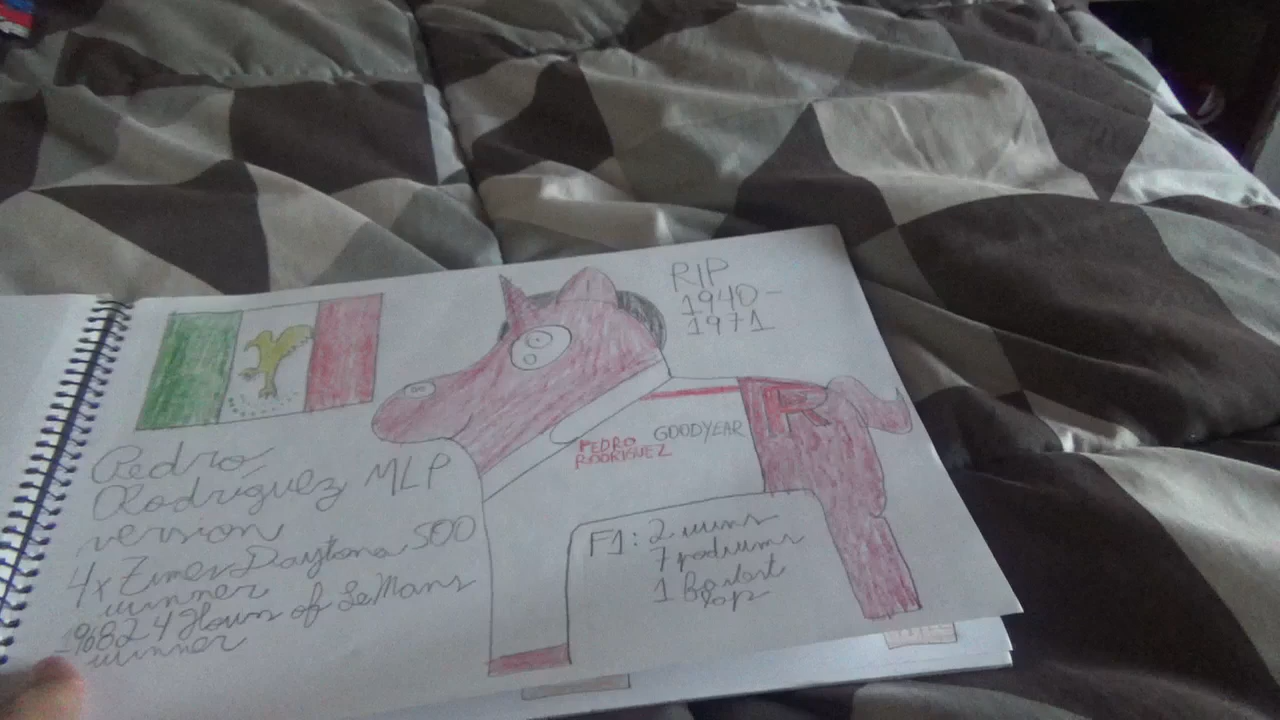 Pedro
Rodríguez MLP
version
4x Times Daytona 500
winner
1968 24 Hours of Le Mans
winner
RIP
1940-
1971
R
PEDRO
RODRIGUEZ
GOODYEAR
F1: 2 wins
7 podiums
1 Fastest
lap